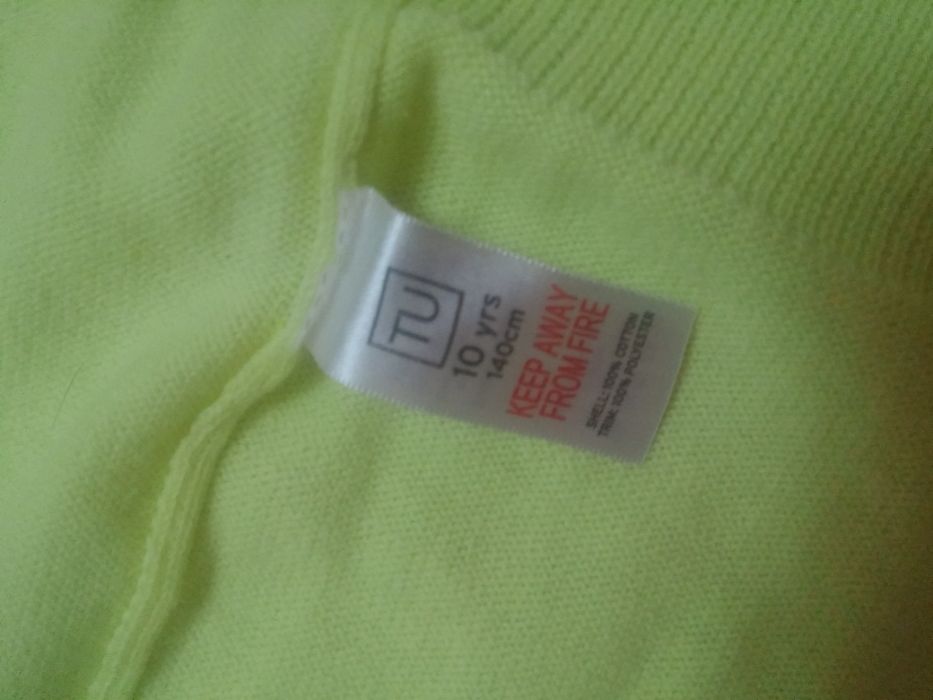 TU
10 yrs
140cm
KEEP AWAY
FROM FIRE
SHELL: 100% COTTON
TRIM: 100% POLYESTER